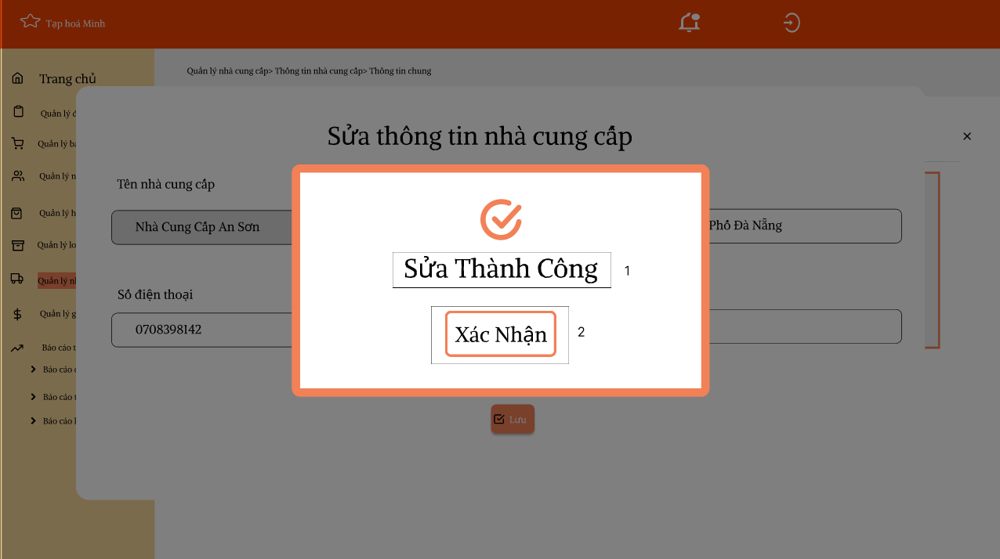 Tạp hoá Minh
Quản lý nhà cung cấp> Thông tin nhà cung cấp> Thông tin chung
Trang chủ
Quản lý
Quản lý
Quản lý
Quản lý
Quản lý
Quản lý
Quản lý
Báo cáo
Báo cáo
Báo cáo
Báo cáo
Sửa thông tin nhà cung cấp
Tên nhà cung cấp
Nhà Cung Cấp An Sơn
Phố Đà Nẵng
Số điện thoại
0708398142
Sửa Thành Công 1
Xác Nhận 2
Lưu